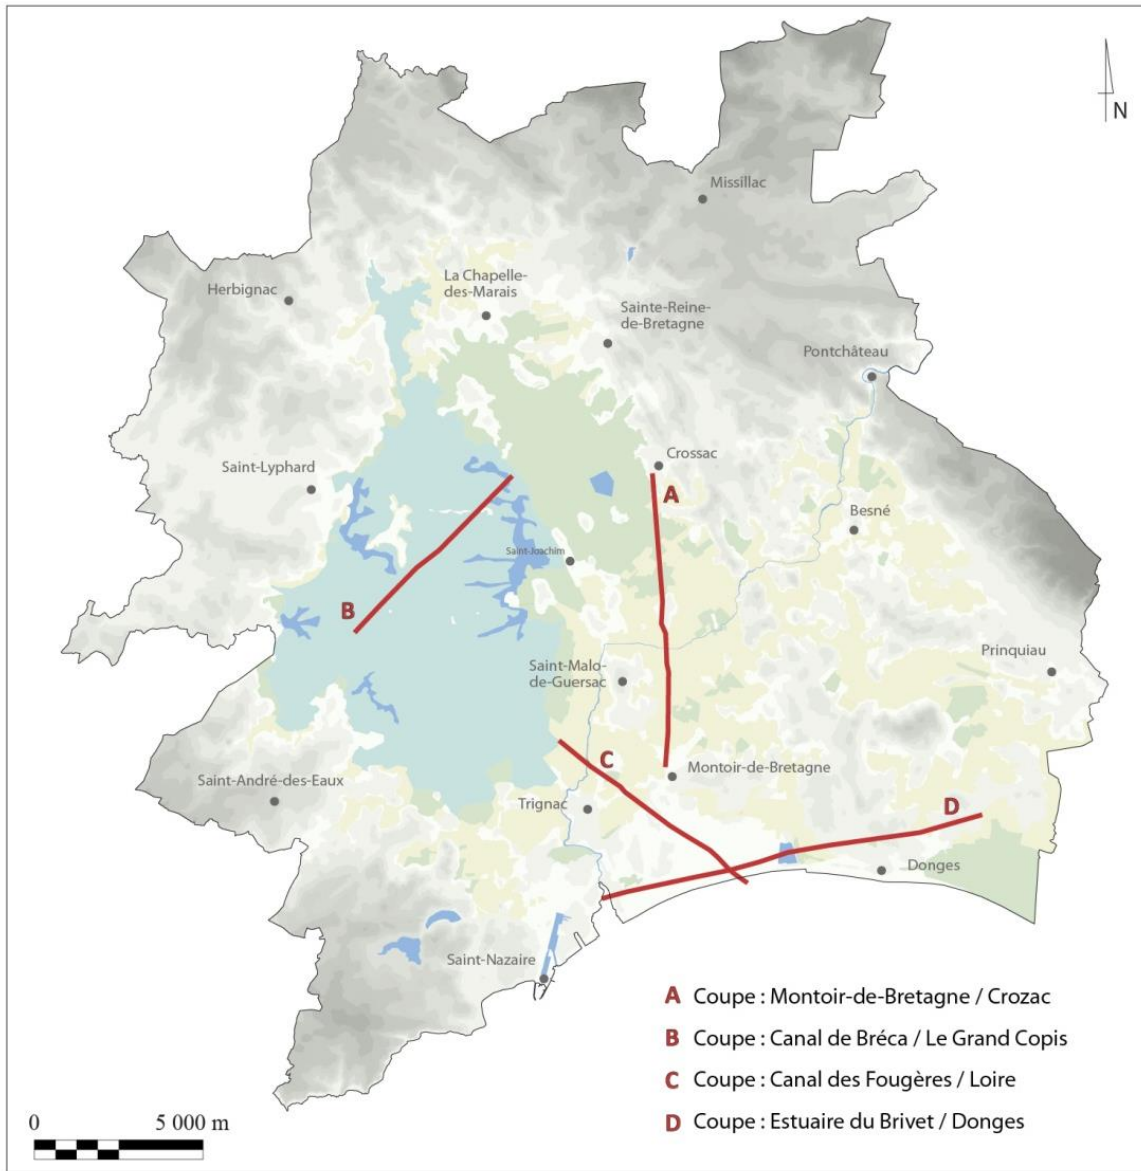 N
Missillac
La Chapelle-
des-Marais
Herbignac
Sainte-Reine-
de-Bretagne
Pontchâteau
Saint-Lyphard
Crossac
A
Besné
Saint-Joachim
B
Prinquiau
Saint-Malo-
de-Guersac
C
Montoir-de-Bretagne
Saint-André-des-Eaux
Trignac
D
Donges
Saint-Nazaire
A Coupe : Montoir-de-Bretagne / Crozac
B Coupe : Canal de Bréca / Le Grand Copis
C Coupe : Canal des Fougères / Loire
D Coupe : Estuaire du Brivet / Donges
0 5 000 m